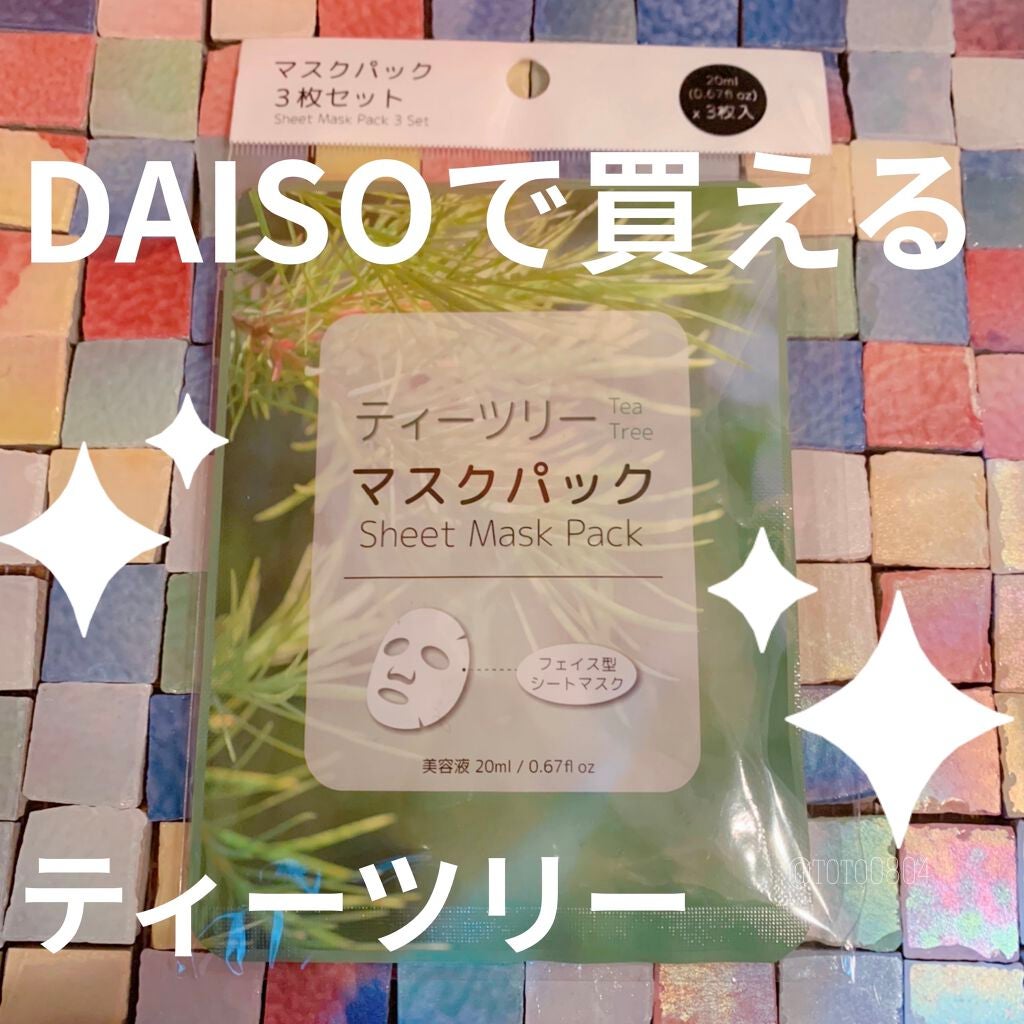 マスクパック
3枚セット
Sheet Mask Pack 3 Set
20ml
(0.67fl oz)
x 3枚入
DAISOで買える
ティーツリー Tea
Tree
マスクパック
Sheet Mask Pack
フェイス型
シートマスク
美容液 20ml / 0.67fl oz
@TOTO0804
ティーツリー